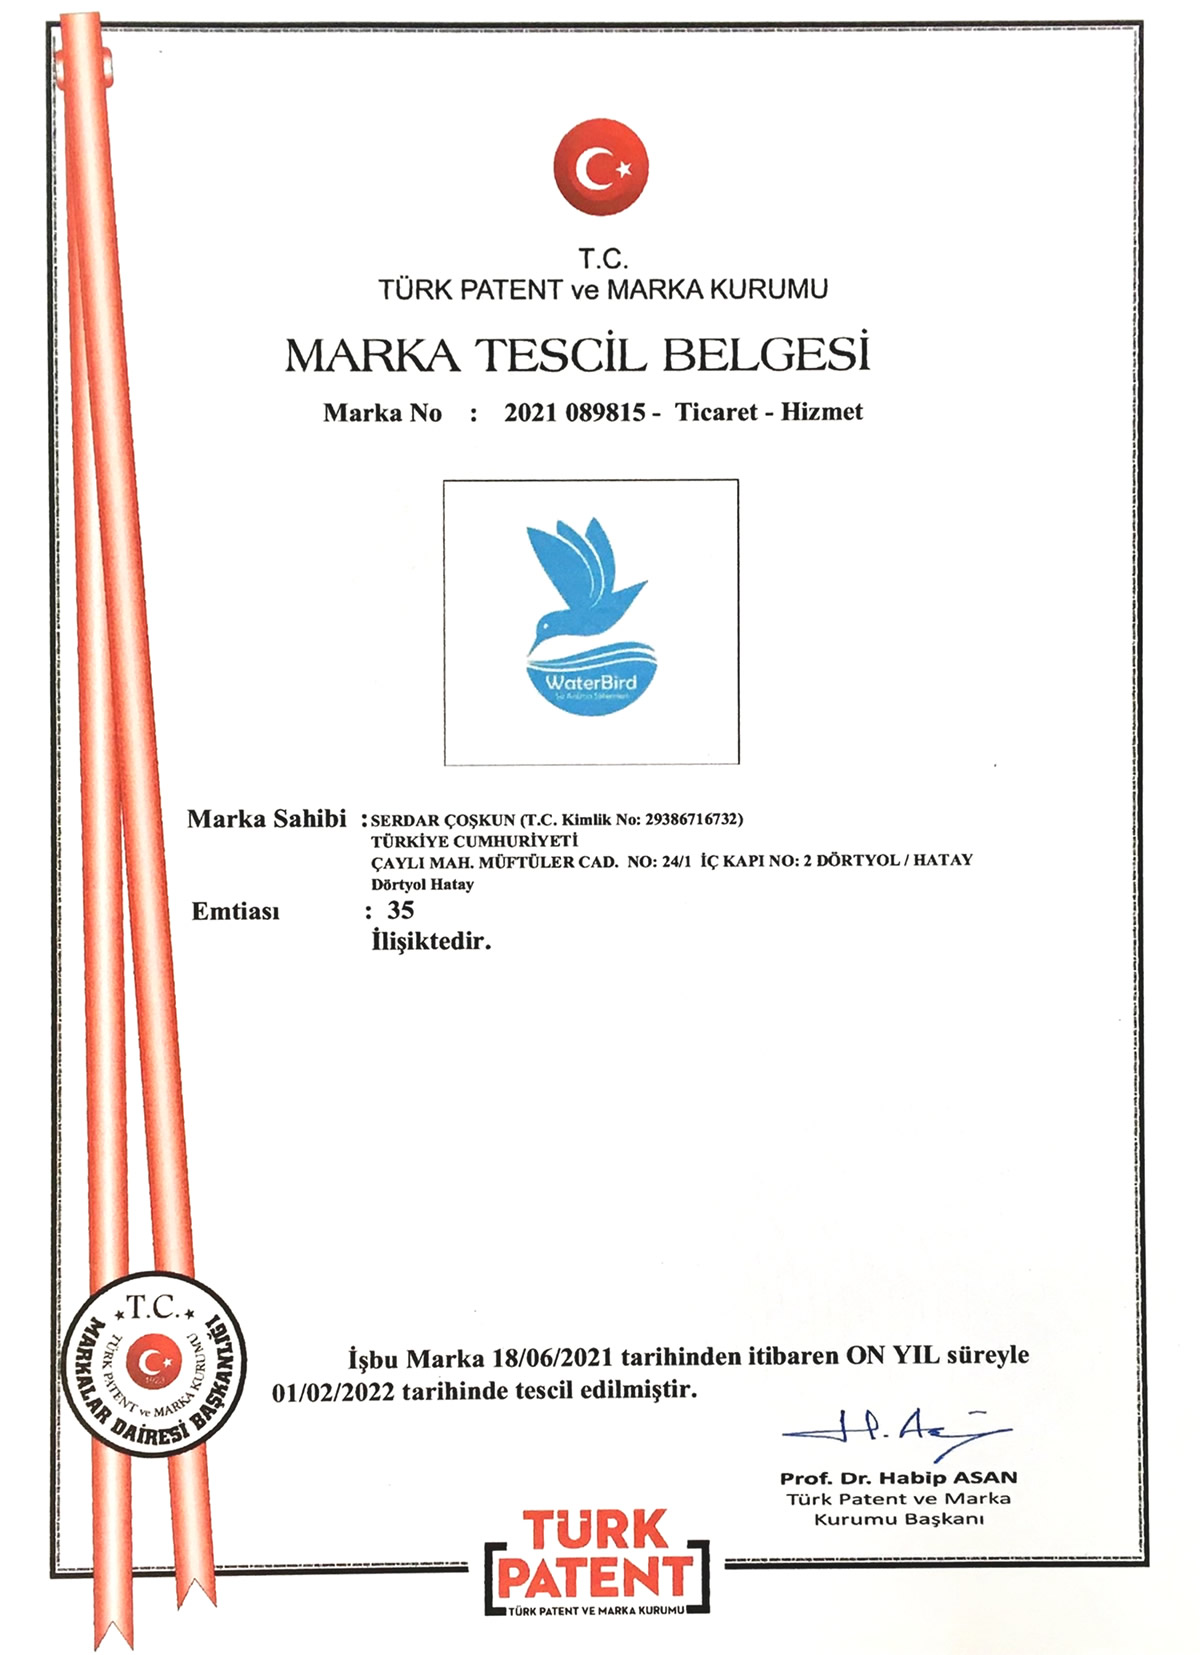 T.C.
TÜRK PATENT ve MARKA KURUMU
MARKA TESCİL BELGESİ
Marka No : 2021 089815 - Ticaret - Hizmet
WaterBird
Marka Sahibi : SERDAR ÇOŞKUN (T.C. Kimlik No: 29386716732)
TÜRKİYE CUMHURİYETİ
ÇAYLI MAH. MÜFTÜLER CAD. NO: 24/1 İÇ KAPI NO: 2 DÖRTYOL / HATAY
Dörtyol Hatay
Emtiası : 35
İlişiktedir.
İşbu Marka 18/06/2021 tarihinden itibaren ON YIL süreyle
01/02/2022 tarihinde tescil edilmiştir.
T.C.
TÜRK PATENT ve MARKA KURUMU
MARKALAR DAİRESİ BAŞKANLIĞI
Prof. Dr. Habip ASAN
Türk Patent ve Marka
Kurumu Başkanı
TÜRK
PATENT
TÜRK PATENT VE MARKA KURUMU